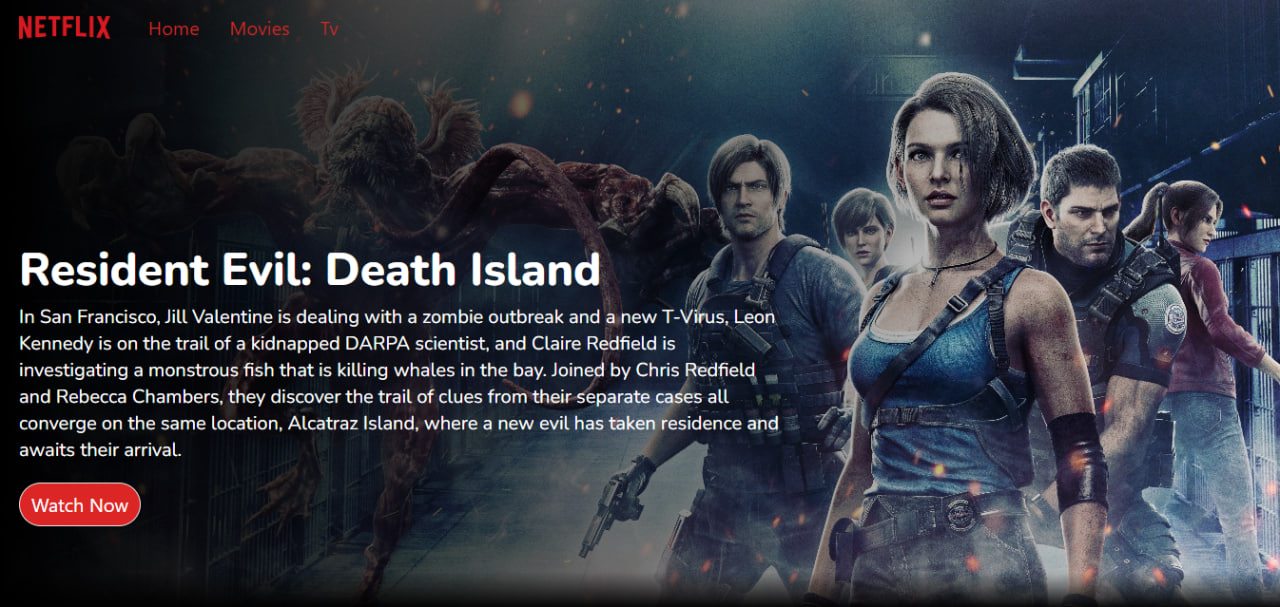 NETFLIX Home Movies Tv
Resident Evil: Death Island
In San Francisco, Jill Valentine is dealing with a zombie outbreak and a new T-Virus, Leon
Kennedy is on the trail of a kidnapped DARPA scientist, and Claire Redfield is
investigating a monstrous fish that is killing whales in the bay. Joined by Chris Redfield
and Rebecca Chambers, they discover the trail of clues from their separate cases all
converge on the same location, Alcatraz Island, where a new evil has taken residence and
awaits their arrival.
Watch Now